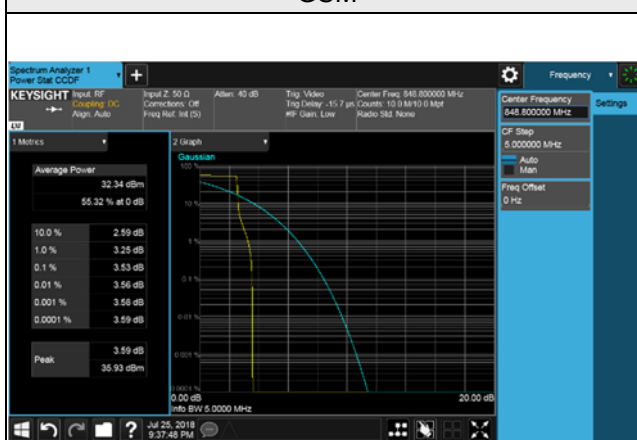 GSM
Spectrum Analyzer 1
Power Stat CCDF
Frequency
KEYSIGHT
Input: RF
Coupling: DC
Align: Auto
Input Z: 50 Ω
Corrections: Off
Freq Ref: Int (S)
Atten: 40 dB
Trig: Video
Trig Delay: -15.7 µs
#IF Gain: Low
Center Freq: 848.800000 MHz
Counts: 10.0 M/10.0 Mpt
Radio Std: None
Center Frequency
848.800000 MHz
Settings
CF Step
5.000000 MHz
Auto
Man
Freq Offset
0 Hz
1 Metrics
2 Graph
Average Power
32.34 dBm
55.32 % at 0 dB
10.0 % 2.59 dB
1.0 % 3.25 dB
0.1 % 3.53 dB
0.01 % 3.56 dB
0.001 % 3.58 dB
0.0001 % 3.59 dB
Peak
3.59 dB
35.93 dBm
Gaussian
100 %
10 %
1 %
0.1 %
0.01 %
0.001 %
0.0001 %
0.00 dB
20.00 dB
Info BW 5.0000 MHz
?
Jul 25, 2018
9:37:48 PM